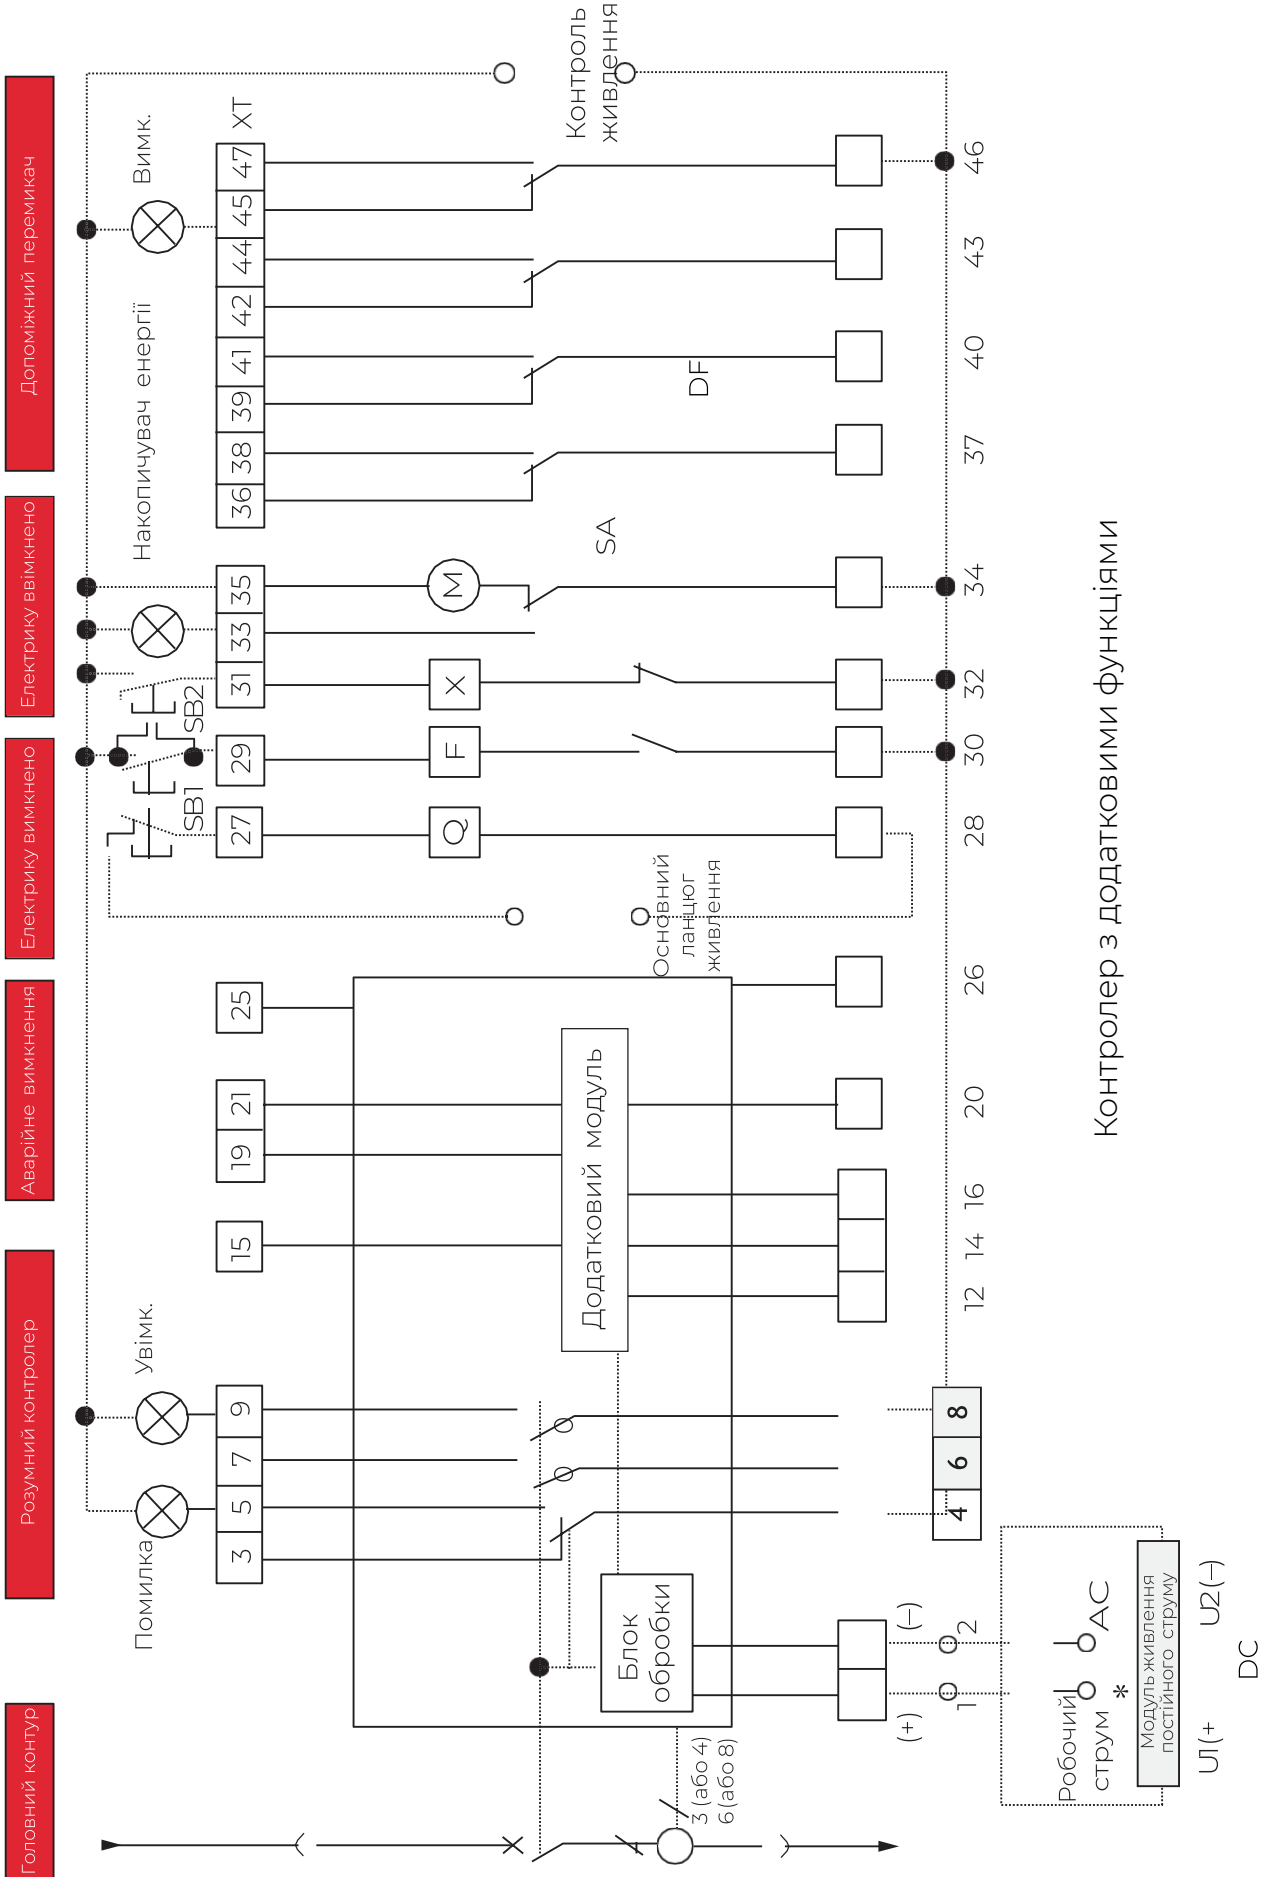 Головний контур
Розумний контролер
Аварійне вимкнення
Електрику вимкнено
Електрику ввімкнено
Допоміжний перемикач
Помилка
Увімк.
SB1
SB2
Накопичувач енергії
Вимк.
3
5
7
9
15
19
21
25
27
29
31
33
35
36
38
39
41
42
44
45
47
XT
Q
F
X
M
SA
DF
Контроль
живлення
Основний
ланцюг
живлення
Додатковий модуль
Блок
обробки
3 (або 4)
6 (або 8)
(+)
(–)
1
2
4
6
8
12
14
16
20
26
28
30
32
34
37
40
43
46
Робочий
струм
*
AC
Модуль живлення
постійного струму
U1(+
U2(–)
DC
Контролер з додатковими функціями